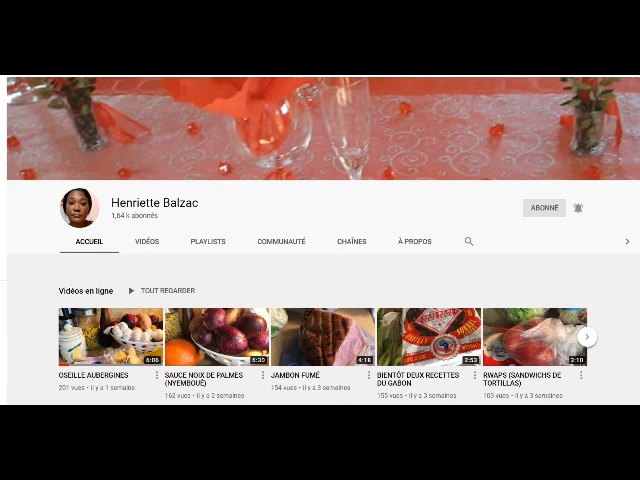 Henriette Balzac
1,64 k abonnés
ABONNÉ
ACCUEIL VIDÉOS PLAYLISTS COMMUNAUTÉ CHAÎNES À PROPOS
Vidéos en ligne TOUT REGARDER
6:06 6:30 4:18 2:53 3:10
OSEILLE AUBERGINES
201 vues • il y a 1 semaine
SAUCE NOIX DE PALMES
(NYEMBOUÉ)
162 vues • il y a 2 semaines
JAMBON FUMÉ
154 vues • il y a 3 semaines
BIENTÔT DEUX RECETTES
DU GABON
155 vues • il y a 3 semaines
RWAPS (SANDWICHS DE
TORTILLAS)
103 vues • il y a 3 semaines